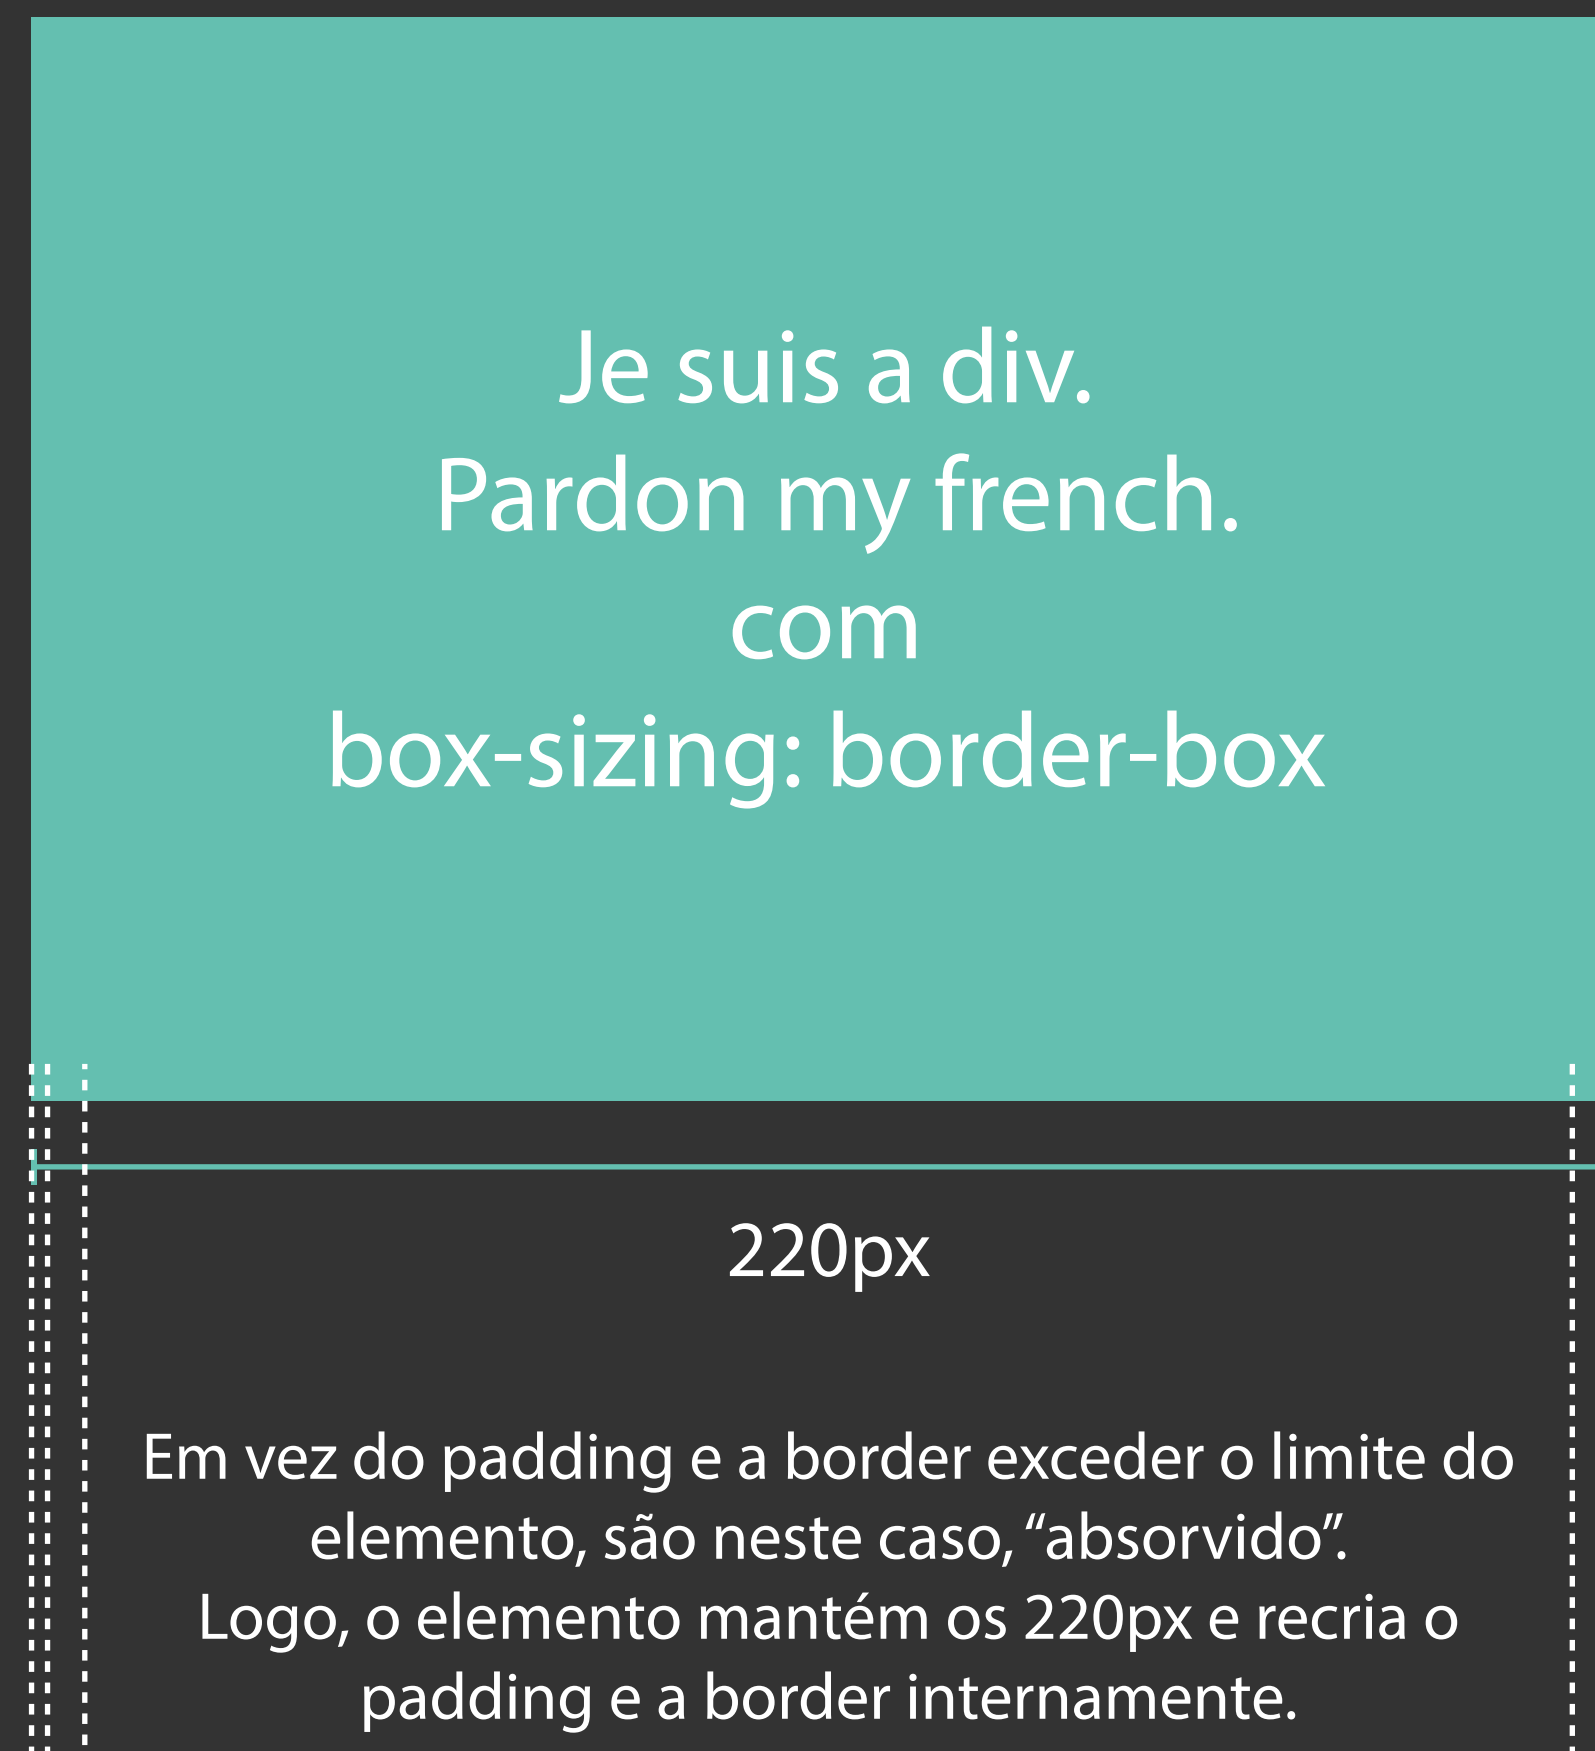 Je suis a div.
Pardon my french.
com
box-sizing: border-box
220px
Em vez do padding e a border exceder o limite do
elemento, são neste caso, “absorvido”.
Logo, o elemento mantém os 220px e recria o
padding e a border internamente.